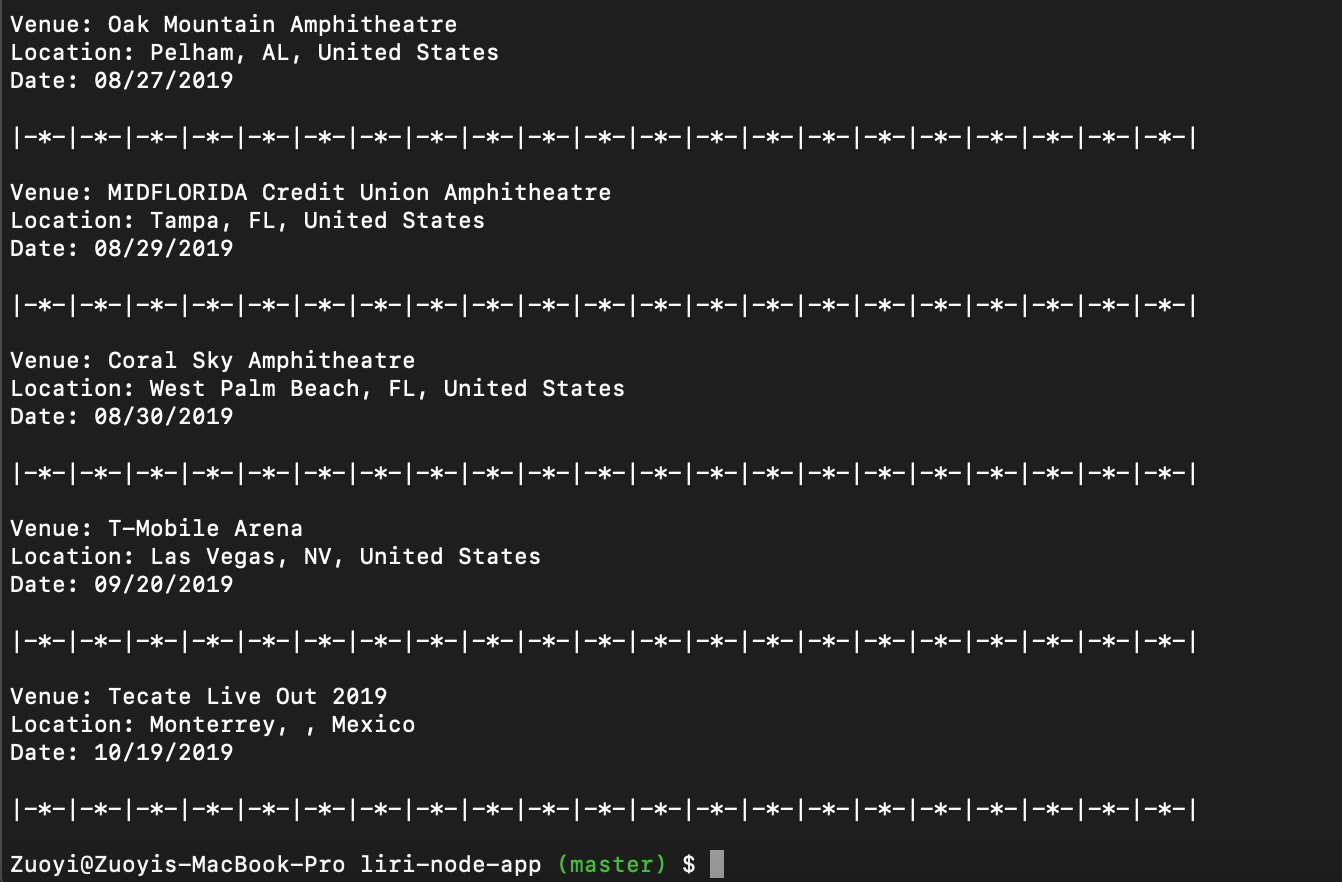 Venue: Oak Mountain Amphitheatre
Location: Pelham, AL, United States
Date: 08/27/2019
|-*-|-*-|-*-|-*-|-*-|-*-|-*-|-*-|-*-|-*-|-*-|-*-|-*-|-*-|-*-|-*-|-*-|-*-|-*-|-*-|-*-|
Venue: MIDFLORIDA Credit Union Amphitheatre
Location: Tampa, FL, United States
Date: 08/29/2019
|-*-|-*-|-*-|-*-|-*-|-*-|-*-|-*-|-*-|-*-|-*-|-*-|-*-|-*-|-*-|-*-|-*-|-*-|-*-|-*-|-*-|
Venue: Coral Sky Amphitheatre
Location: West Palm Beach, FL, United States
Date: 08/30/2019
|-*-|-*-|-*-|-*-|-*-|-*-|-*-|-*-|-*-|-*-|-*-|-*-|-*-|-*-|-*-|-*-|-*-|-*-|-*-|-*-|-*-|
Venue: T-Mobile Arena
Location: Las Vegas, NV, United States
Date: 09/20/2019
|-*-|-*-|-*-|-*-|-*-|-*-|-*-|-*-|-*-|-*-|-*-|-*-|-*-|-*-|-*-|-*-|-*-|-*-|-*-|-*-|-*-|
Venue: Tecate Live Out 2019
Location: Monterrey, , Mexico
Date: 10/19/2019
|-*-|-*-|-*-|-*-|-*-|-*-|-*-|-*-|-*-|-*-|-*-|-*-|-*-|-*-|-*-|-*-|-*-|-*-|-*-|-*-|-*-|
Zuoyi@Zuoyis-MacBook-Pro liri-node-app (master) $